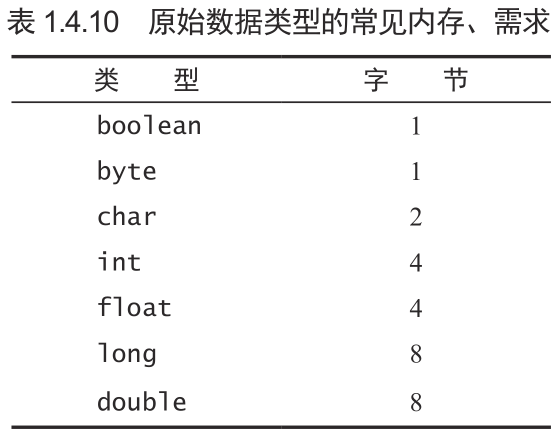 表 1.4.10 原始数据类型的常见内存、需求
类 型 字 节
boolean 1
byte 1
char 2
int 4
float 4
long 8
double 8